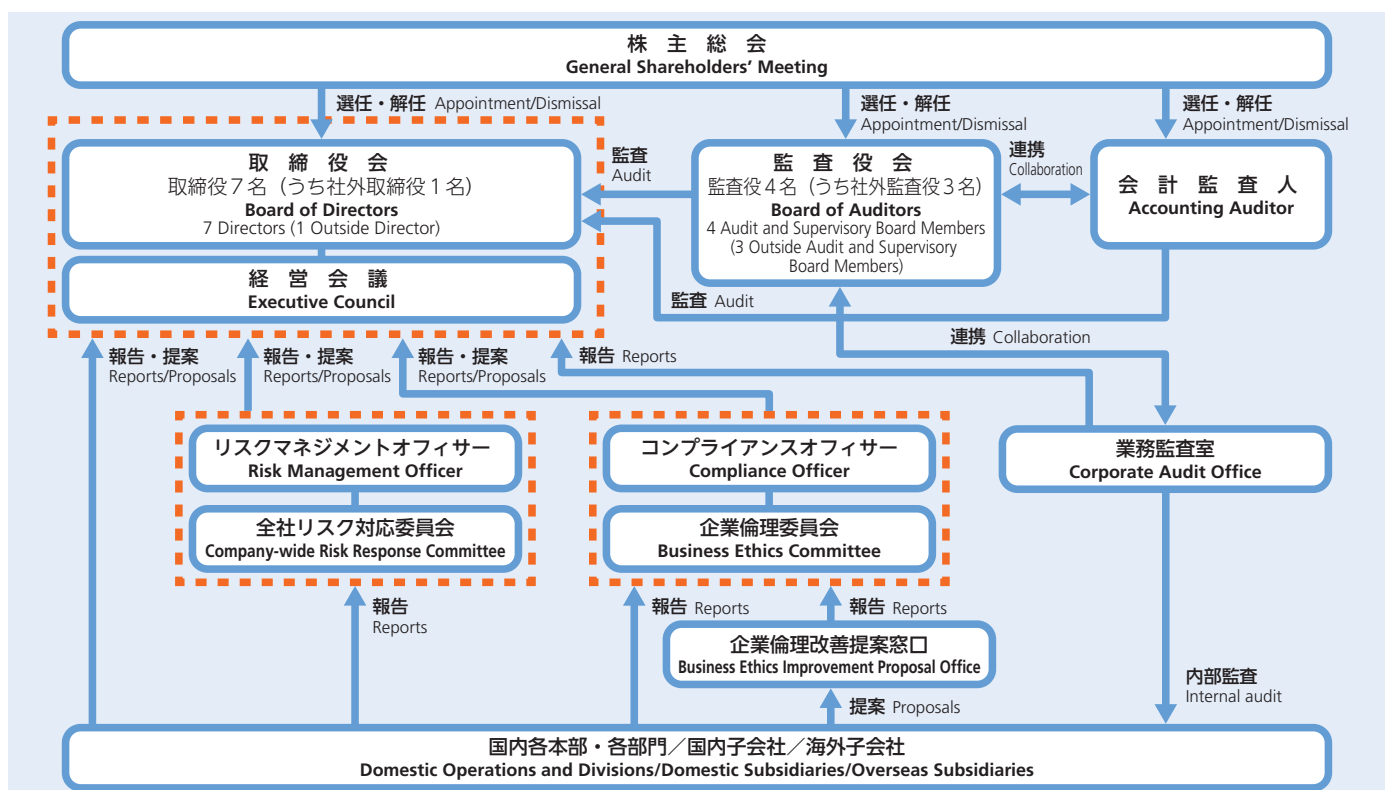 株主総会
General Shareholders' Meeting
選任・解任 Appointment/Dismissal
選任・解任
Appointment/Dismissal
選任・解任
Appointment/Dismissal
取締役会
取締役7名（うち社外取締役1名）
Board of Directors
7 Directors (1 Outside Director)
監査
Audit
監査役会
監査役4名（うち社外監査役3名）
Board of Auditors
4 Audit and Supervisory Board Members
(3 Outside Audit and Supervisory
Board Members)
連携
Collaboration
会計監査人
Accounting Auditor
経営会議
Executive Council
監査 Audit
連携 Collaboration
報告・提案
Reports/Proposals
報告・提案
Reports/Proposals
報告・提案
Reports/Proposals
報告 Reports
リスクマネジメントオフィサー
Risk Management Officer
コンプライアンスオフィサー
Compliance Officer
業務監査室
Corporate Audit Office
全社リスク対応委員会
Company-wide Risk Response Committee
企業倫理委員会
Business Ethics Committee
報告
Reports
報告 Reports
報告 Reports
企業倫理改善提案窓口
Business Ethics Improvement Proposal Office
内部監査
Internal audit
提案 Proposals
国内各本部・各部門／国内子会社／海外子会社
Domestic Operations and Divisions/Domestic Subsidiaries/Overseas Subsidiaries